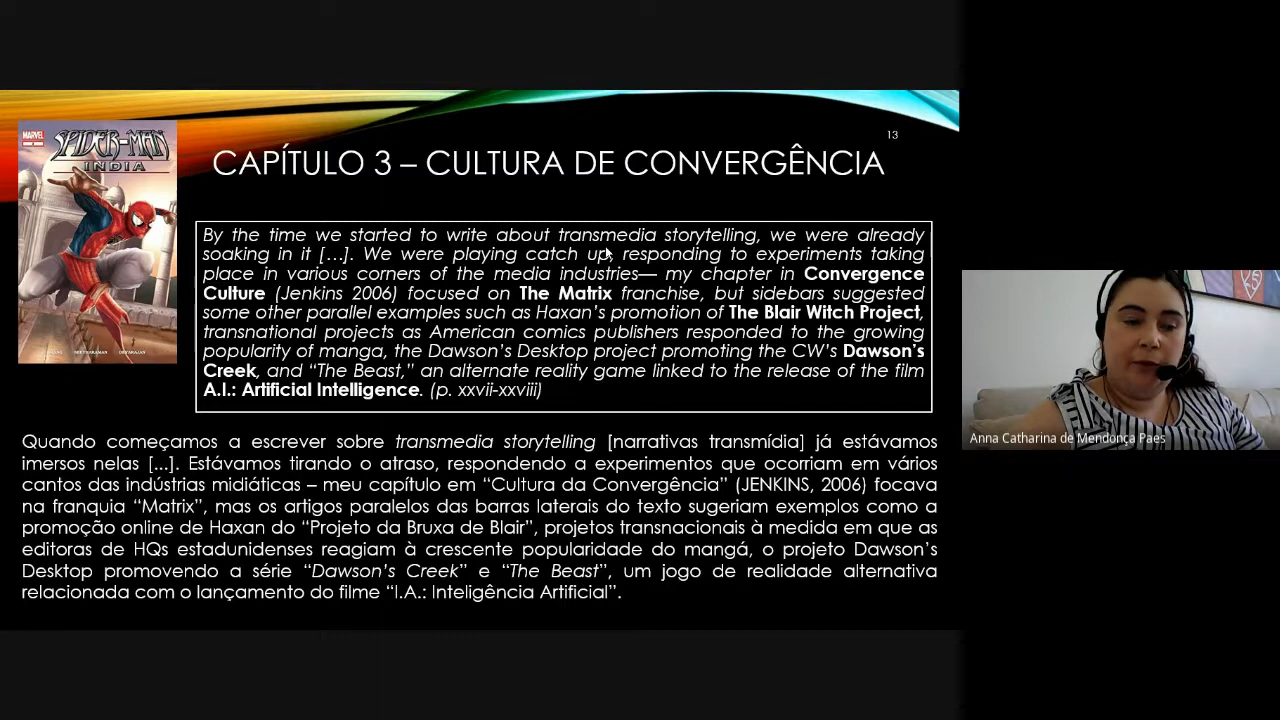 13
MARVEL
SPIDER-MAN
INDIA
CAPÍTULO 3 – CULTURA DE CONVERGÊNCIA
By the time we started to write about transmedia storytelling, we were already
soaking in it […]. We were playing catch up, responding to experiments taking
place in various corners of the media industries— my chapter in Convergence
Culture (Jenkins 2006) focused on The Matrix franchise, but sidebars suggested
some other parallel examples such as Haxan’s promotion of The Blair Witch Project,
transnational projects as American comics publishers responded to the growing
popularity of manga, the Dawson’s Desktop project promoting the CW’s Dawson’s
Creek, and “The Beast,” an alternate reality game linked to the release of the film
A.I.: Artificial Intelligence. (p. xxvii-xxviii)
Quando começamos a escrever sobre transmedia storytelling [narrativas transmídia] já estávamos
imersos nelas [...]. Estávamos tirando o atraso, respondendo a experimentos que ocorriam em vários
cantos das indústrias midiáticas – meu capítulo em “Cultura da Convergência” (JENKINS, 2006) focava
na franquia “Matrix”, mas os artigos paralelos das barras laterais do texto sugeriam exemplos como a
promoção online de Haxan do “Projeto da Bruxa de Blair”, projetos transnacionais à medida em que as
editoras de HQs estadunidenses reagiam à crescente popularidade do mangá, o projeto Dawson’s
Desktop promovendo a série “Dawson’s Creek” e “The Beast”, um jogo de realidade alternativa
relacionada com o lançamento do filme “I.A.: Inteligência Artificial”.
Anna Catharina de Mendonça Paes